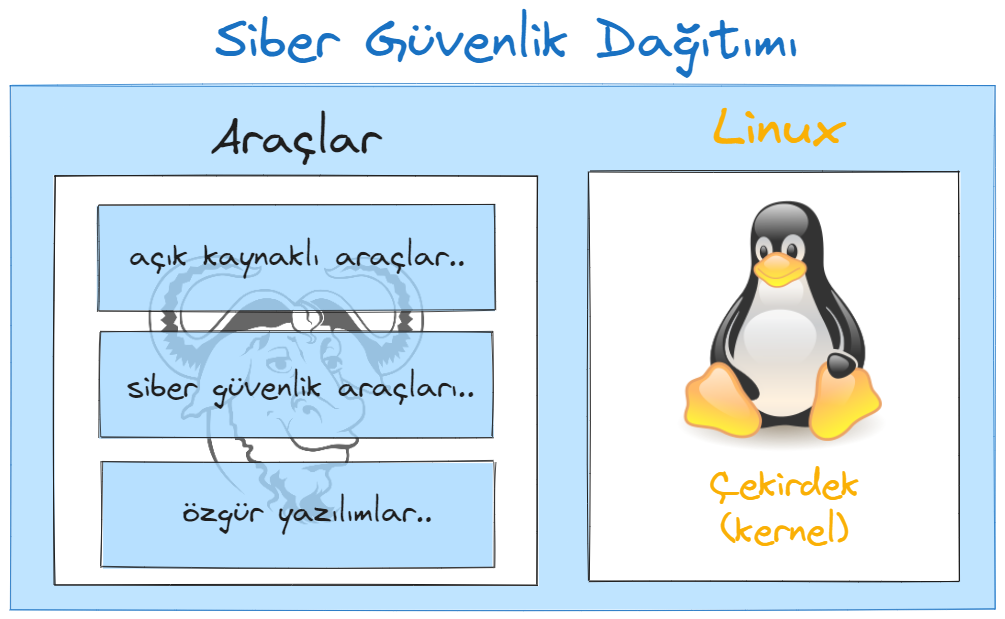 Siber Güvenlik Dağıtımı
Araçlar
açık kaynaklı araçlar..
siber güvenlik araçları..
özgür yazılımlar..
Linux
Çekirdek
(kernel)